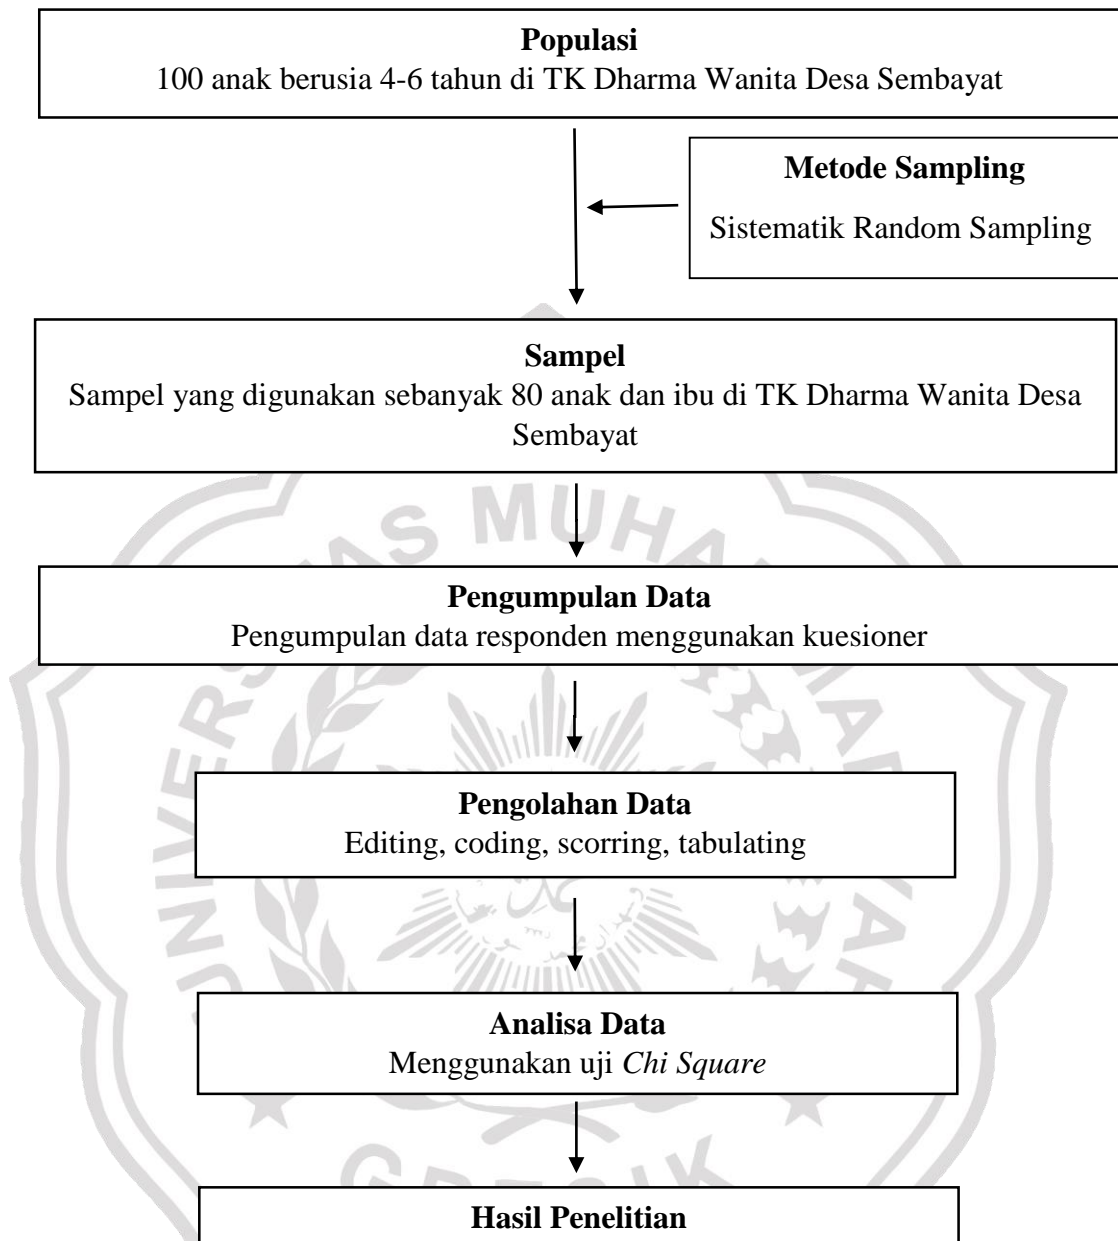 Populasi
100 anak berusia 4-6 tahun di TK Dharma Wanita Desa Sembayat
Metode Sampling
Sistematik Random Sampling
Sampel
Sampel yang digunakan sebanyak 80 anak dan ibu di TK Dharma Wanita Desa
Sembayat
Pengumpulan Data
Pengumpulan data responden menggunakan kuesioner
Pengolahan Data
Editing, coding, scorring, tabulating
Analisa Data
Menggunakan uji Chi Square
Hasil Penelitian